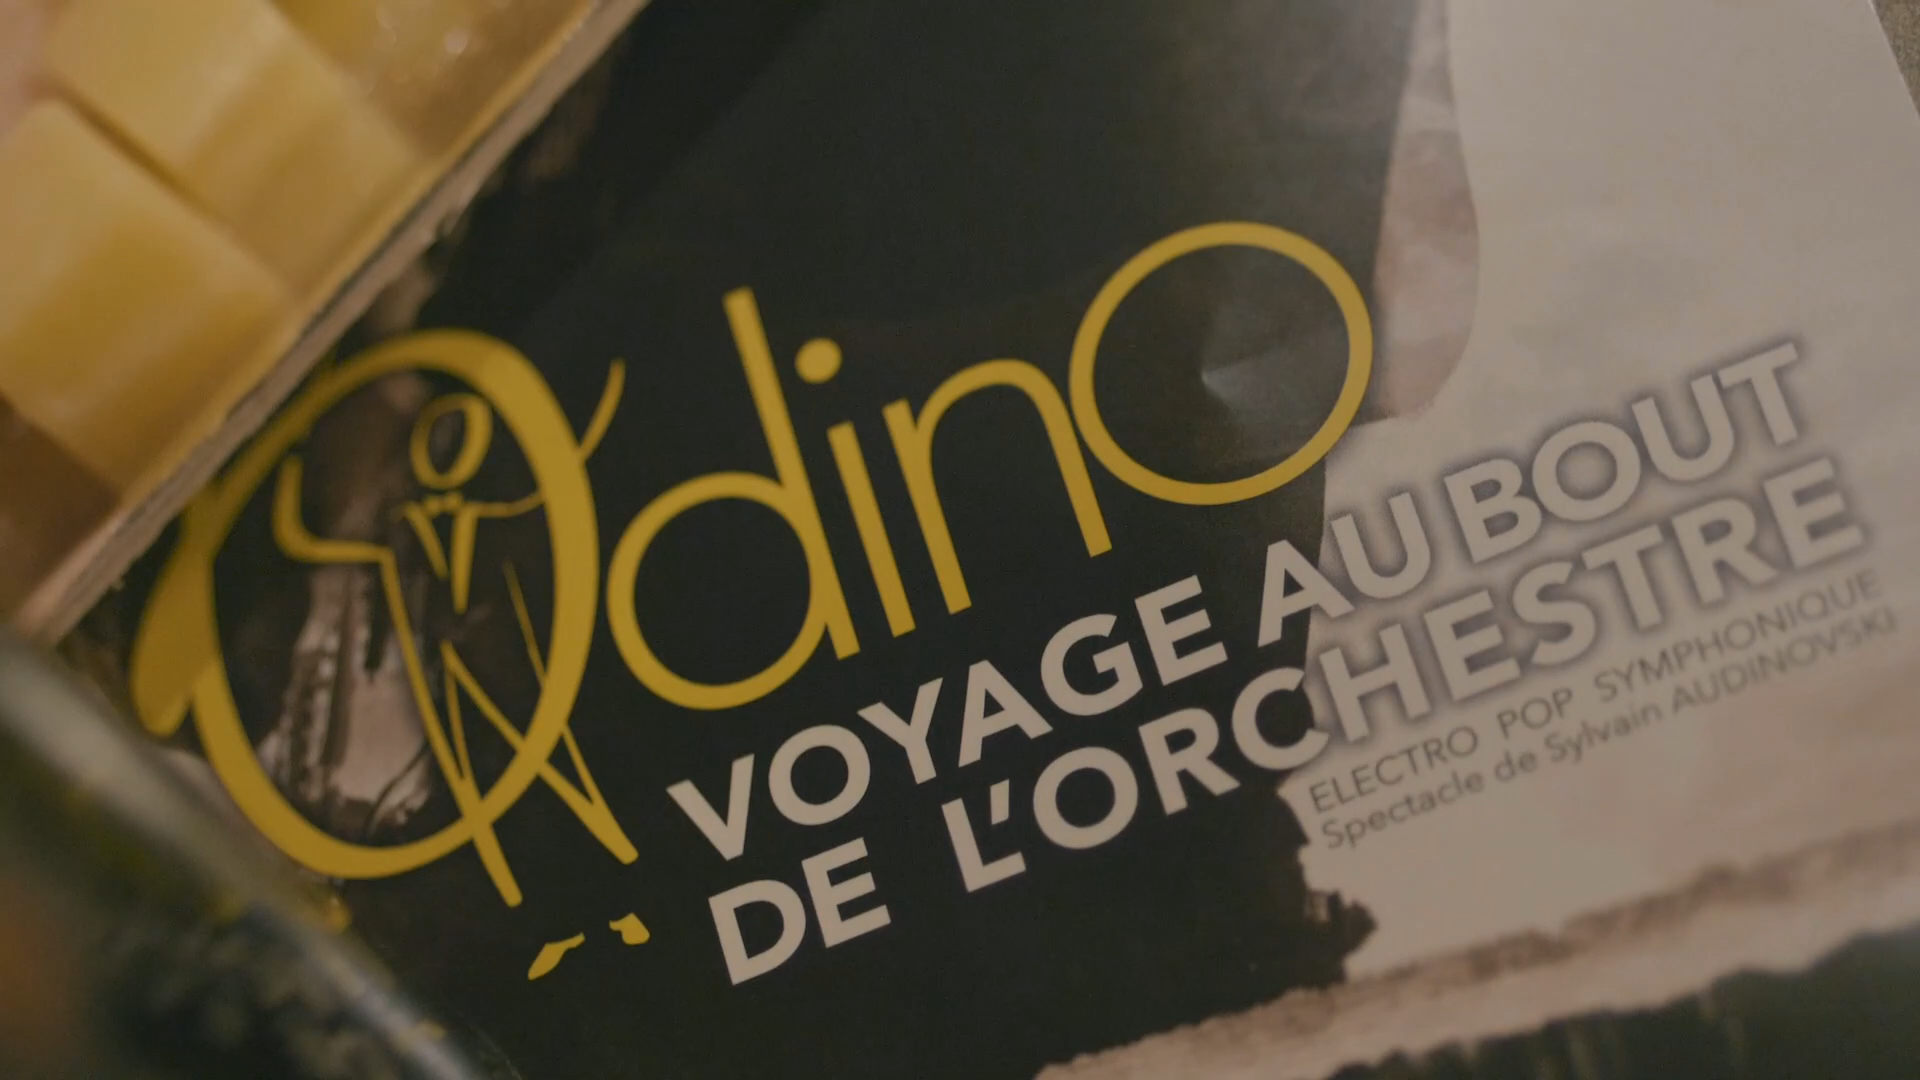 Odino
VOYAGE AU BOUT
DE L'ORCHESTRE
ELECTRO POP SYMPHONIQUE
Spectacle de Sylvain AUDINOVSKI